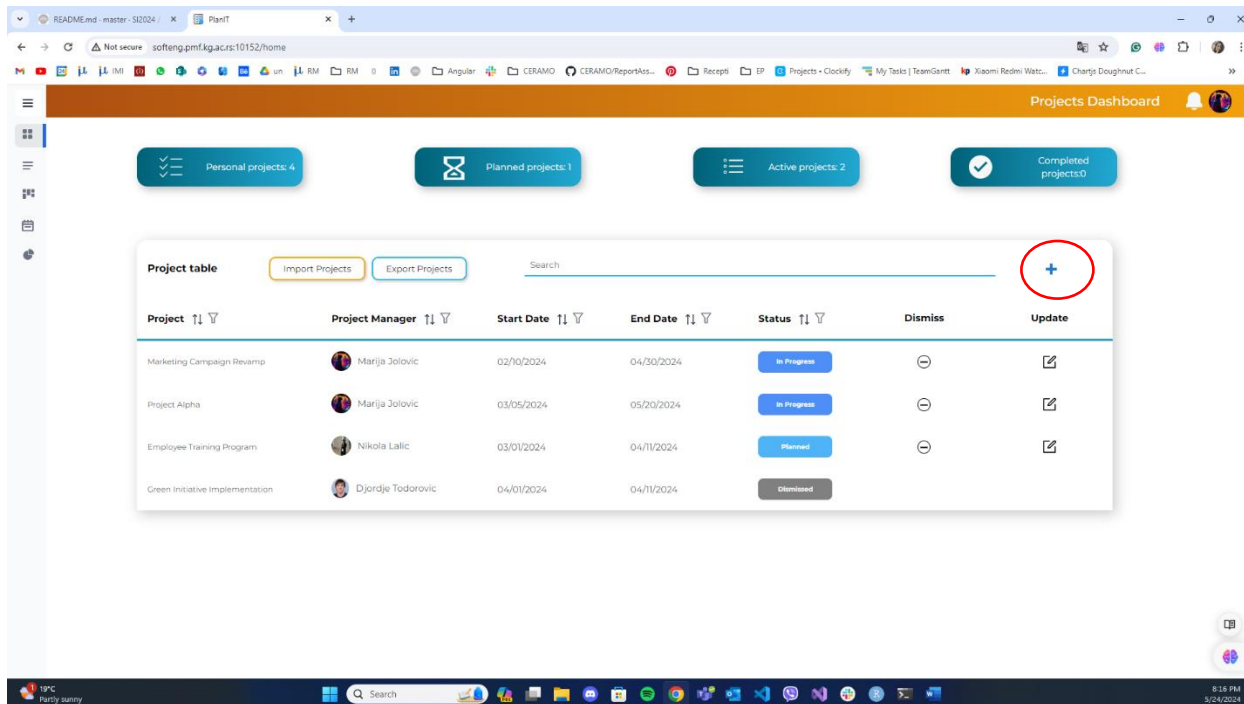 README.md - master - SI2024 /
PlanIT
Not secure softeng.pmf.kg.ac.rs:10152/home
IMI
un
RM
RM
Angular
CERAMO
CERAMO/ReportAss...
Recepti
EP
Projects • Clockify
My Tasks | TeamGantt
Xiaomi Redmi Watc...
Chartjs Doughnut C...
Projects Dashboard
Personal projects: 4
Planned projects: 1
Active projects: 2
Completed
projects:0
Project table
Import Projects
Export Projects
Search
Project Project Manager Start Date End Date Status Dismiss Update
Marketing Campaign Revamp Marija Jolovic 02/10/2024 04/30/2024 In Progress
Project Alpha Marija Jolovic 03/05/2024 05/20/2024 In Progress
Employee Training Program Nikola Lalic 03/01/2024 04/11/2024 Planned
Green Initiative Implementation Djordje Todorovic 04/01/2024 04/11/2024 Dismissed
19°C
Partly sunny
Search
8:16 PM
5/24/2024